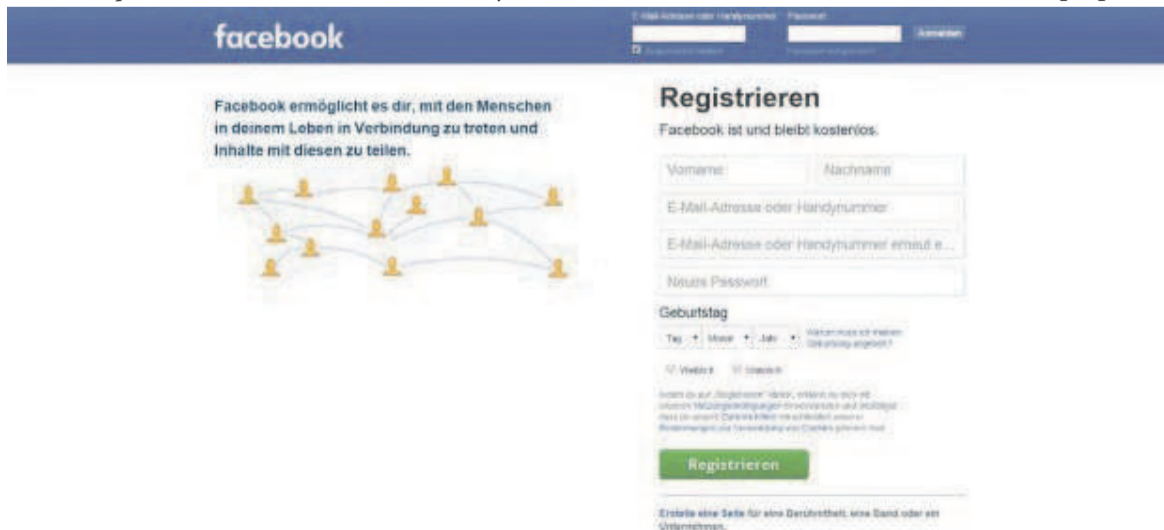 facebook
E-Mail-Adresse oder Handynummer Passwort
Anmelden
Facebook ermöglicht es dir, mit den Menschen
in deinem Leben in Verbindung zu treten und
Inhalte mit diesen zu teilen.
Registrieren
Facebook ist und bleibt kostenlos.
Vorname Nachname
E-Mail-Adresse oder Handynummer
E-Mail-Adresse oder Handynummer erneut e...
Neues Passwort
Geburtstag
Tag Monat Jahr
Weiblich Männlich
Registrieren
Erstelle eine Seite für eine Berühmtheit, eine Band oder ein
Unternehmen.